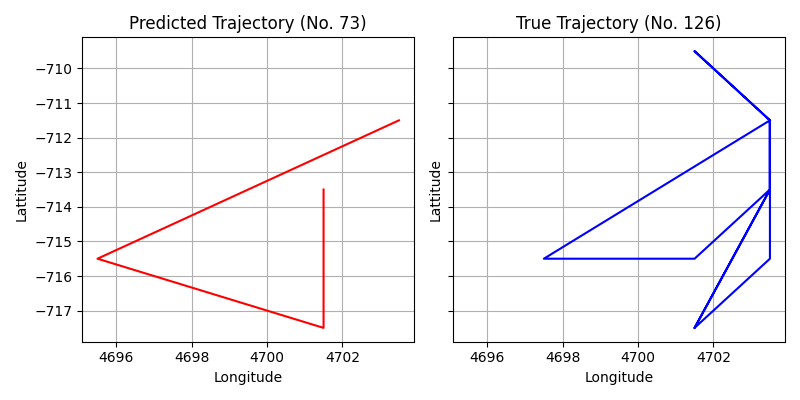 Predicted Trajectory (No. 73)
True Trajectory (No. 126)
Lattitude
−710
−711
−712
−713
−714
−715
−716
−717
4696
4698
4700
4702
Longitude
Lattitude
4696
4698
4700
4702
Longitude